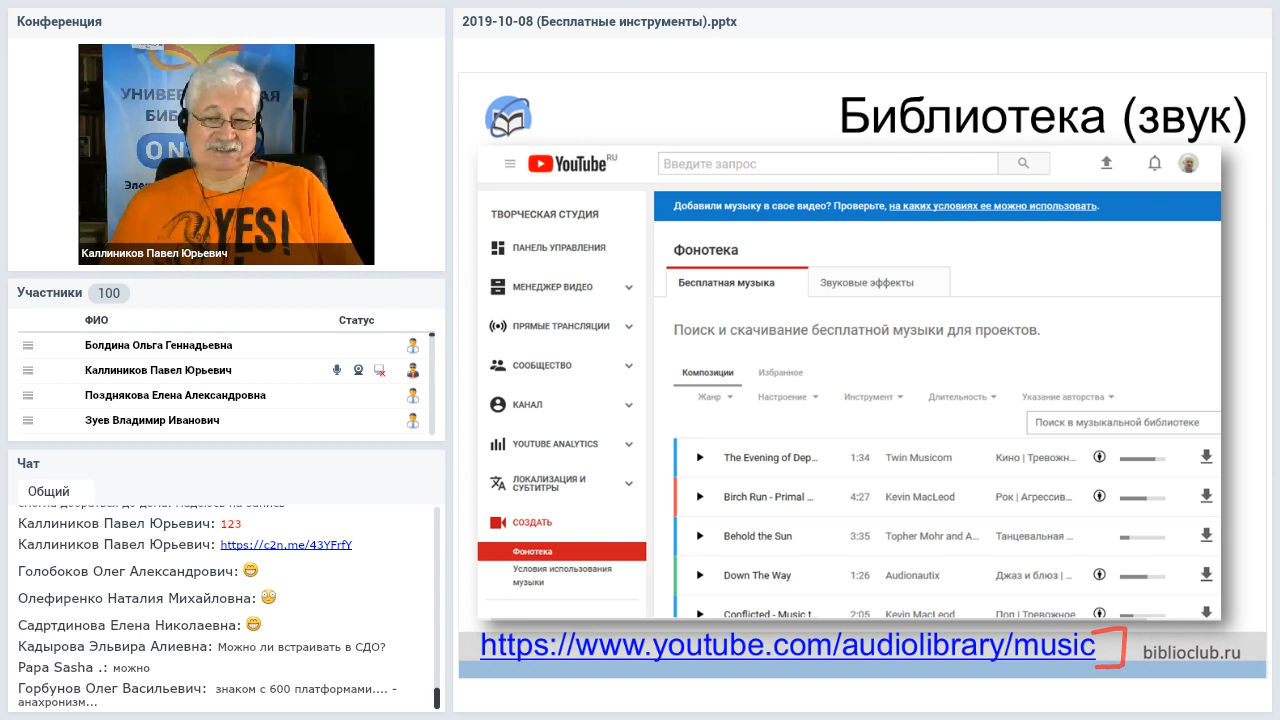 Конференция
УНИВЕ АЯ
БИБ
ON
Эле
YES!
Каллиников Павел Юрьевич
Участники 100
ФИО Статус
Болдина Ольга Геннадьевна
Каллиников Павел Юрьевич
Позднякова Елена Александровна
Зуев Владимир Иванович
Чат
Общий
Каллиников Павел Юрьевич: 123
Каллиников Павел Юрьевич: https://c2n.me/43YFrfY
Голобоков Олег Александрович:
Олефиренко Наталия Михайловна:
Садртдинова Елена Николаевна:
Кадырова Эльвира Алиевна: Можно ли встраивать в СДО?
Papa Sasha .: можно
Горбунов Олег Васильевич: знаком с 600 платформами.... -
анахронизм...
2019-10-08 (Бесплатные инструменты).pptx
Библиотека (звук)
YouTube RU
Введите запрос
ТВОРЧЕСКАЯ СТУДИЯ
ПАНЕЛЬ УПРАВЛЕНИЯ
МЕНЕДЖЕР ВИДЕО
ПРЯМЫЕ ТРАНСЛЯЦИИ
СООБЩЕСТВО
КАНАЛ
YOUTUBE ANALYTICS
ЛОКАЛИЗАЦИЯ И
СУБТИТРЫ
СОЗДАТЬ
Фонотека
Условия использования
музыки
Добавили музыку в свое видео? Проверьте, на каких условиях ее можно использовать.
Фонотека
Бесплатная музыка Звуковые эффекты
Поиск и скачивание бесплатной музыки для проектов.
Композиции Избранное
Жанр Настроение Инструмент Длительность Указание авторства
Поиск в музыкальной библиотеке
The Evening of Dep... 1:34 Twin Musicom Кино | Тревожн...
Birch Run - Primal ... 4:27 Kevin MacLeod Рок | Агрессив...
Behold the Sun 3:35 Topher Mohr and A... Танцевальная ...
Down The Way 1:26 Audionautix Джаз и блюз | ...
Conflicted - Music t... 2:05 Kevin MacLeod Поп | Тревожное
https://www.youtube.com/audiolibrary/music
biblioclub.ru